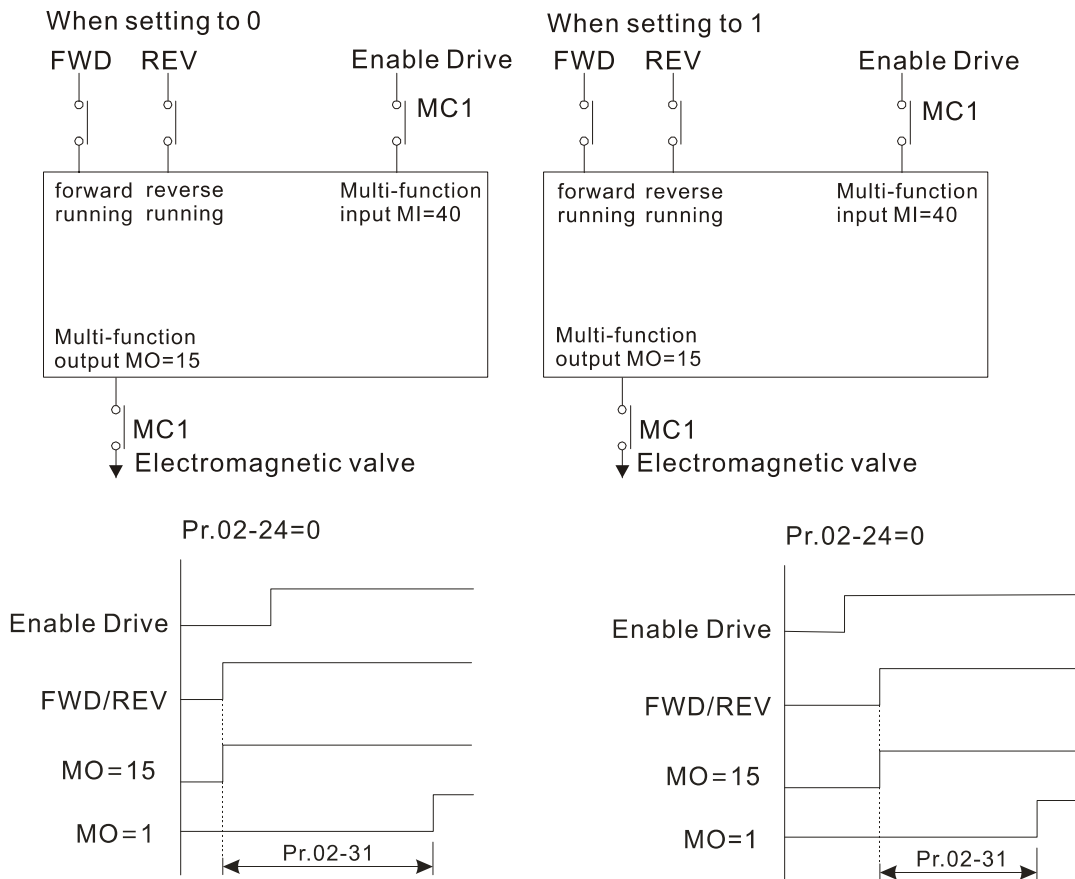 When setting to 0
FWD REV Enable Drive
MC1
forward running
reverse running
Multi-function input MI=40
Multi-function output MO=15
MC1
Electromagnetic valve
When setting to 1
FWD REV Enable Drive
MC1
forward running
reverse running
Multi-function input MI=40
Multi-function output MO=15
MC1
Electromagnetic valve
Pr.02-24=0
Enable Drive
FWD/REV
MO=15
MO=1
Pr.02-31
Pr.02-24=0
Enable Drive
FWD/REV
MO=15
MO=1
Pr.02-31